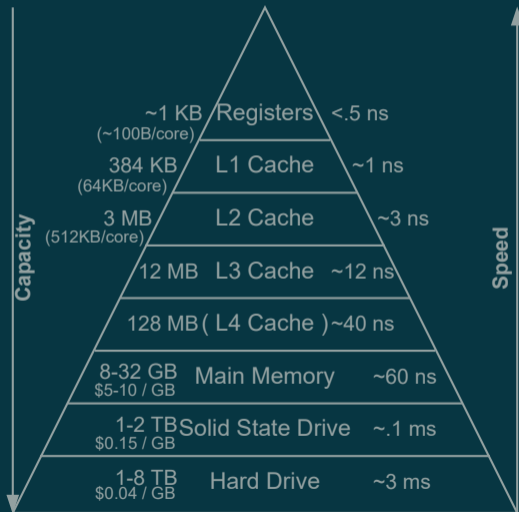 ~1 KB Registers <.5 ns
(~100B/core)
384 KB L1 Cache ~1 ns
(64KB/core)
3 MB L2 Cache ~3 ns
(512KB/core)
12 MB L3 Cache ~12 ns
128 MB ( L4 Cache ) ~40 ns
8-32 GB Main Memory ~60 ns
$5-10 / GB
1-2 TB Solid State Drive ~.1 ms
$0.15 / GB
1-8 TB Hard Drive ~3 ms
$0.04 / GB
Capacity
Speed